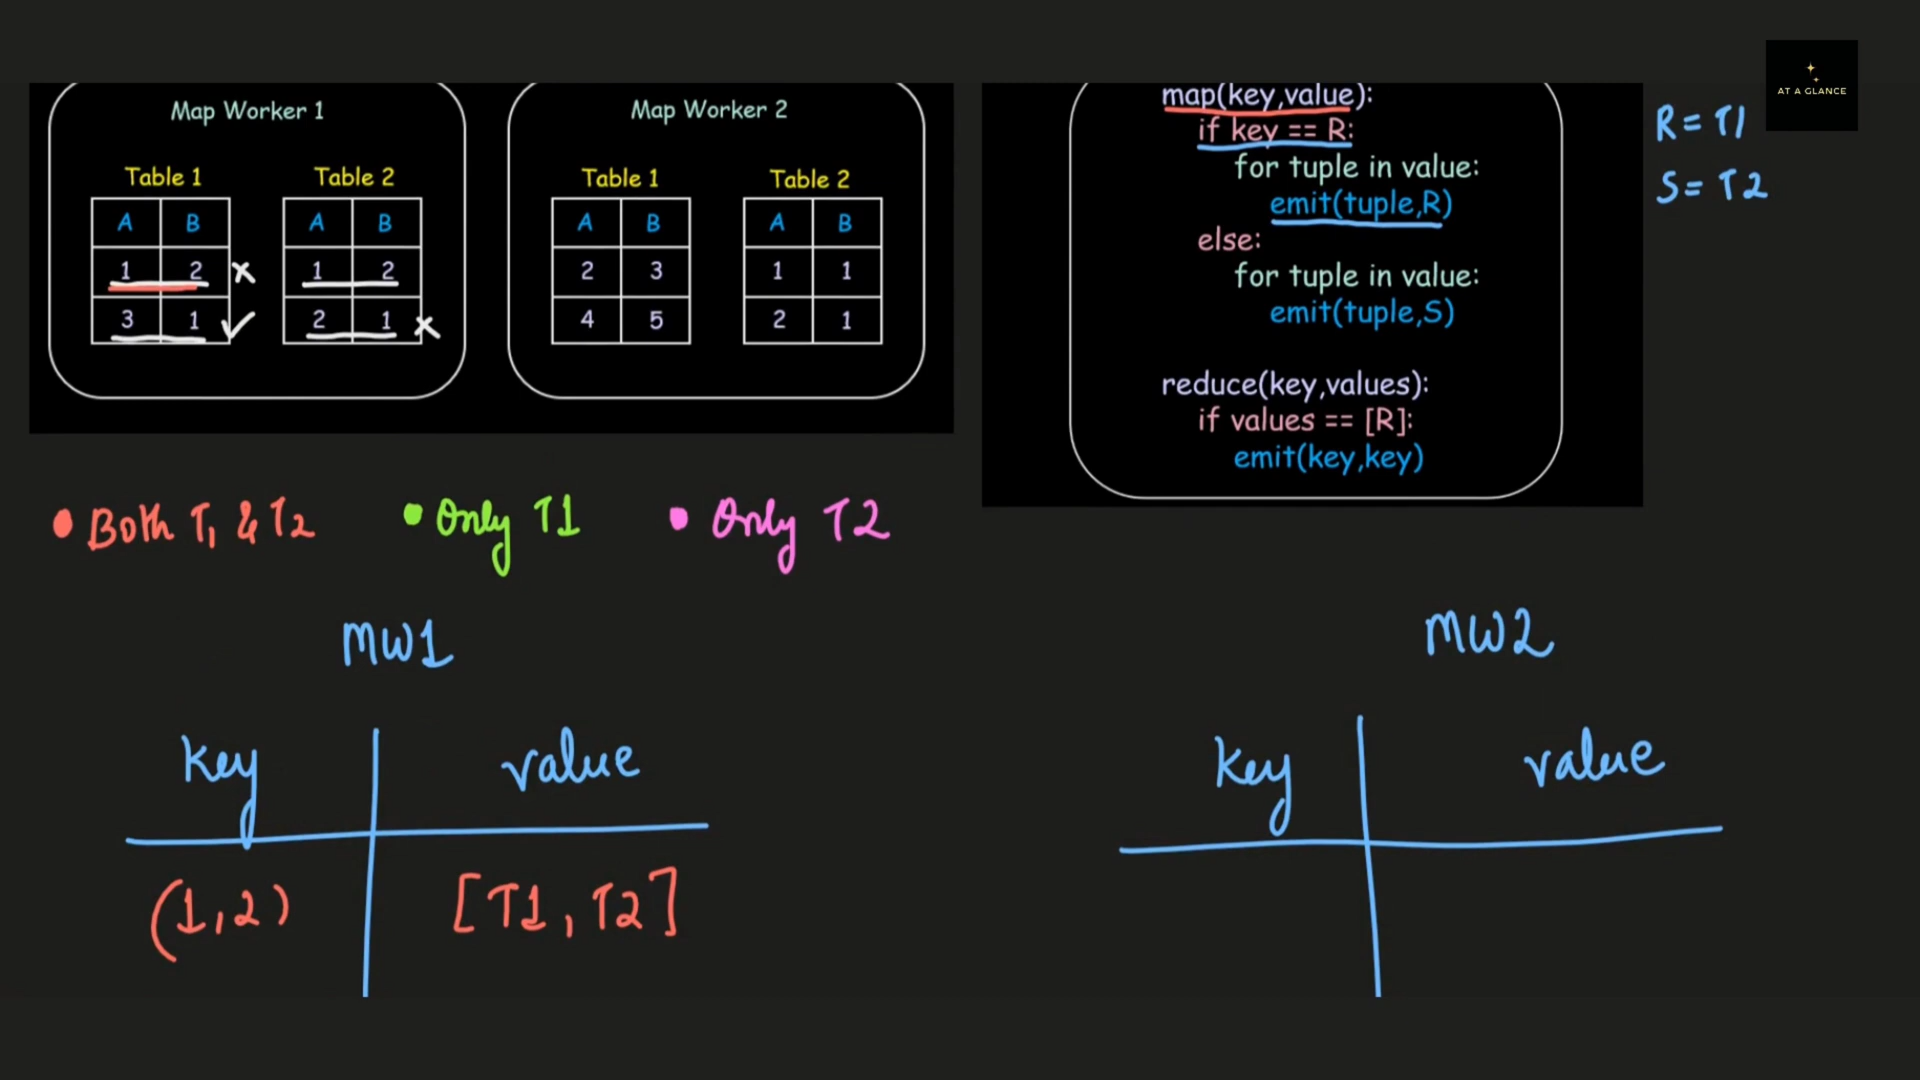 AT A GLANCE
Map Worker 1
Table 1 Table 2
A B A B
1 2 1 2
3 1 2 1
Map Worker 2
Table 1 Table 2
A B A B
2 3 1 1
4 5 2 1
map(key,value):
if key == R:
for tuple in value:
emit(tuple,R)
else:
for tuple in value:
emit(tuple,S)
reduce(key,values):
if values == [R]:
emit(key,key)
R = T1
S = T2
• Both T1 & T2 • Only T1 • Only T2
MW1
key value
(1,2) [T1, T2]
MW2
key value